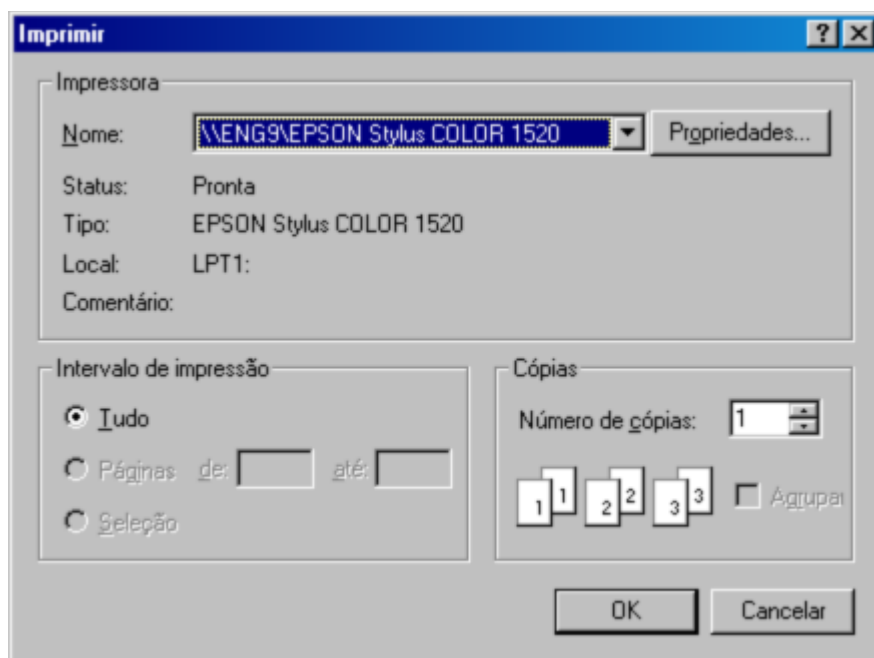 Imprimir
Impressora
Nome: \\ENG9\EPSON Stylus COLOR 1520 Propriedades...
Status: Pronta
Tipo: EPSON Stylus COLOR 1520
Local: LPT1:
Comentário:
Intervalo de impressão
Tudo
Páginas de: até:
Seleção
Cópias
Número de cópias: 1
1 1 2 2 3 3 Agrupar
OK Cancelar